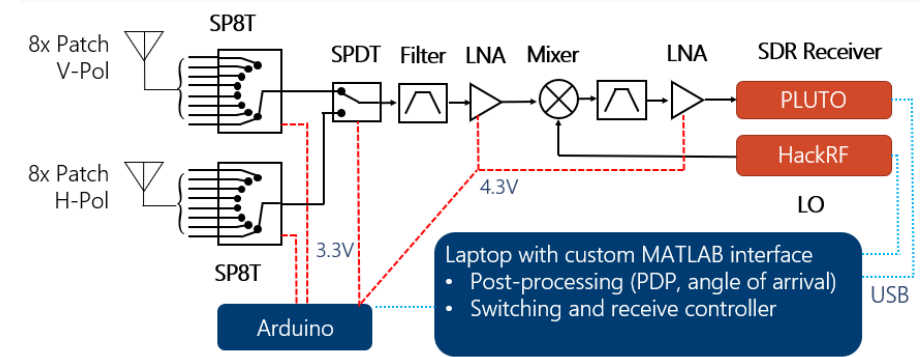 SP8T
8x Patch
V-Pol
SPDT
Filter
LNA
Mixer
LNA
SDR Receiver
PLUTO
HackRF
LO
8x Patch
H-Pol
SP8T
3.3V
4.3V
Arduino
Laptop with custom MATLAB interface
• Post-processing (PDP, angle of arrival)
• Switching and receive controller
USB